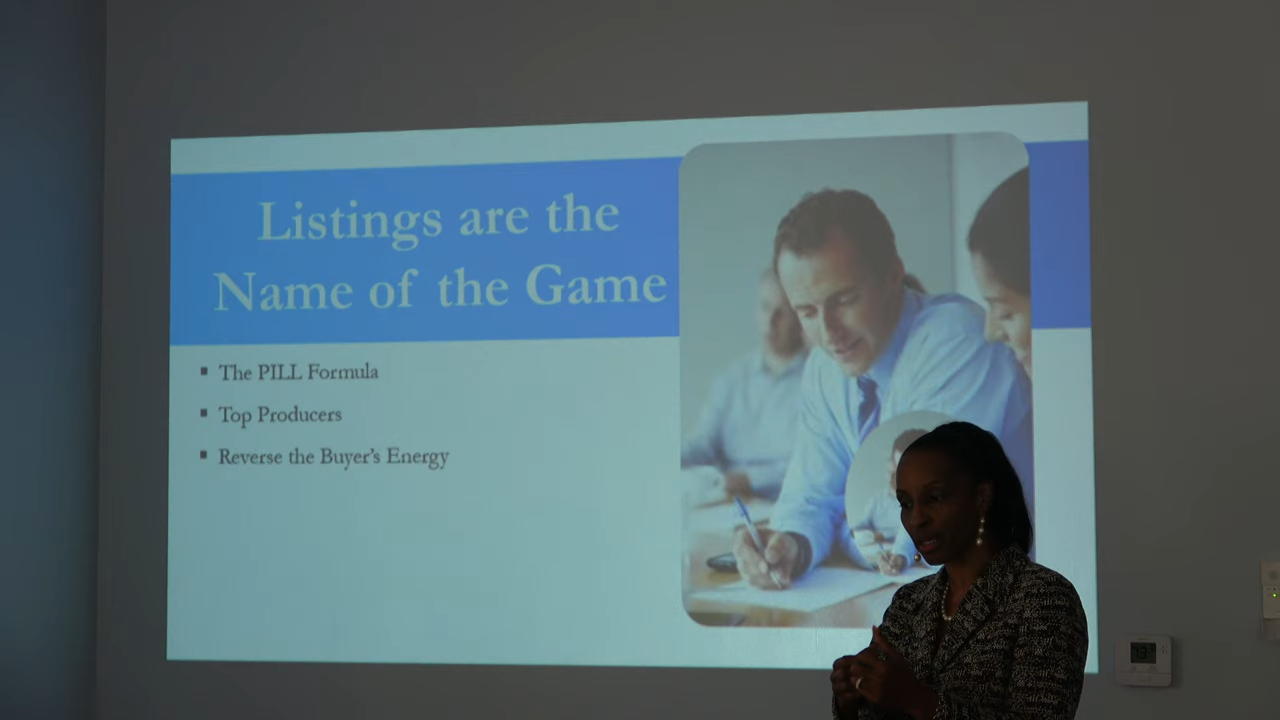 Listings are the
Name of the Game
The PILL Formula
Top Producers
Reverse the Buyer's Energy